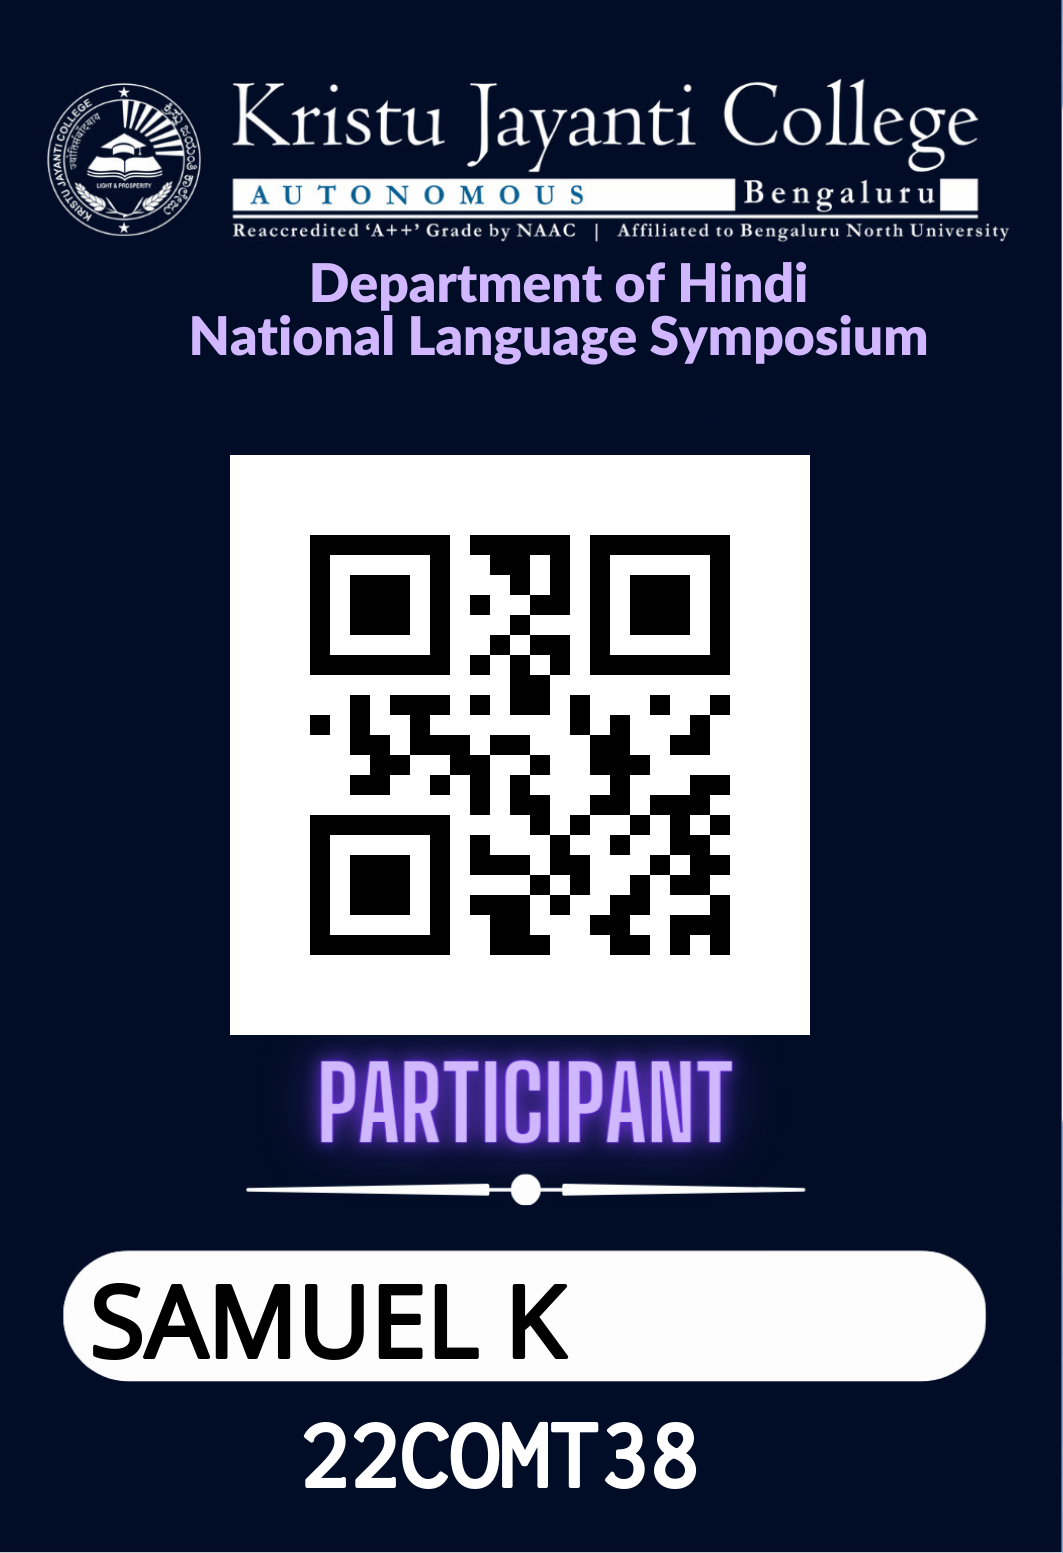 KRISTU JAYANTI COLLEGE
LIGHT & PROSPERITY
Kristu Jayanti College
AUTONOMOUS Bengaluru
Reaccredited ‘A++’ Grade by NAAC | Affiliated to Bengaluru North University
Department of Hindi
National Language Symposium
PARTICIPANT
SAMUEL K
22COMT38